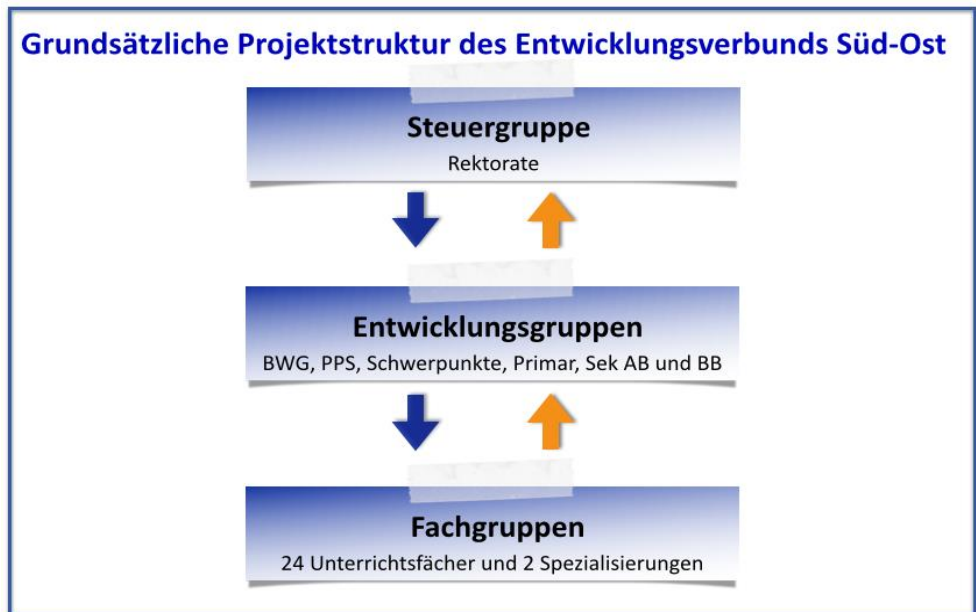 Grundsätzliche Projektstruktur des Entwicklungsverbunds Süd-Ost
Steuergruppe
Rektorate
Entwicklungsgruppen
BWG, PPS, Schwerpunkte, Primar, Sek AB und BB
Fachgruppen
24 Unterrichtsfächer und 2 Spezialisierungen